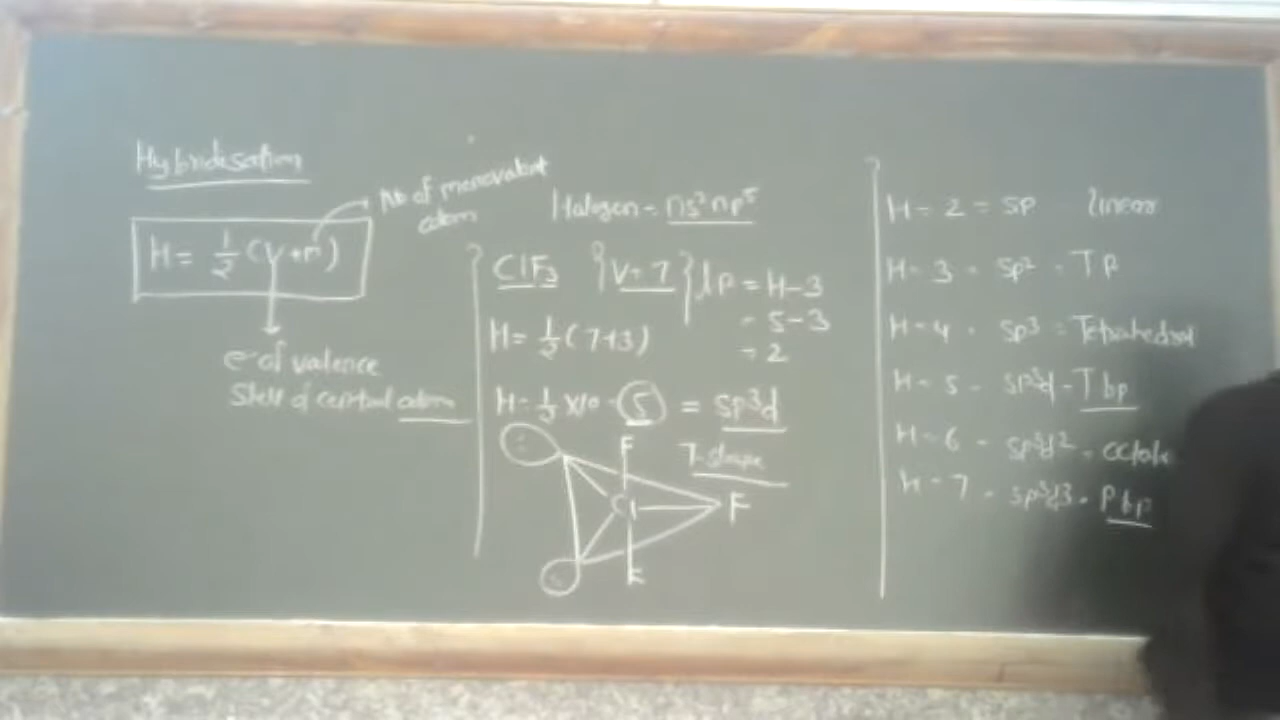 Hybridisation
H = 1/2 (V+m)
No of monovalent
atom
e⁻ of valence
Shell of central atom
Halogen - ns² np⁵
ClF₃ {V=7} lp = H-3
= 5-3
= 2
H = 1/2 (7+3)
H = 1/2 x10 = 5 = sp³d
T-shape
F
Cl
F
F
H - 2 = sp linear
H - 3 = sp² = TP
H - 4 = sp³ = Tetrahedral
H - 5 - sp³d - Tbp
H - 6 - sp³d² -
H - 7 - sp³d³ - Pbp